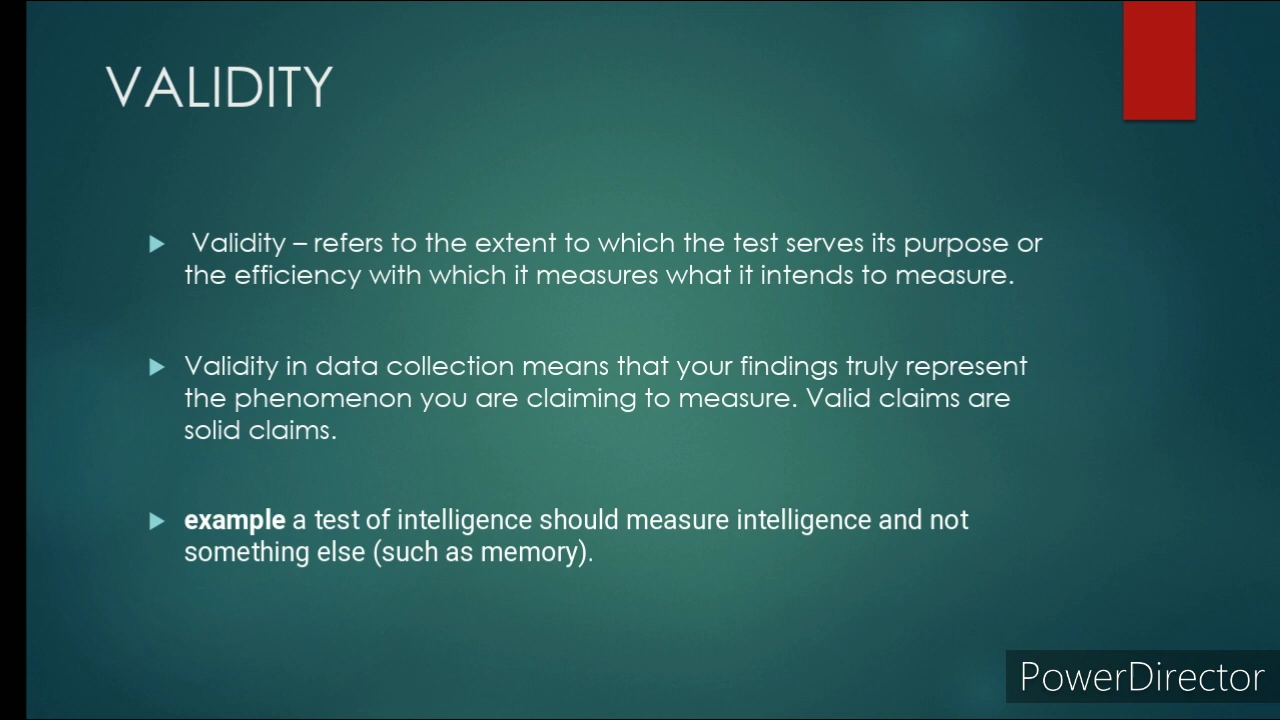 VALIDITY
Validity – refers to the extent to which the test serves its purpose or
the efficiency with which it measures what it intends to measure.
Validity in data collection means that your findings truly represent
the phenomenon you are claiming to measure. Valid claims are
solid claims.
example a test of intelligence should measure intelligence and not
something else (such as memory).
PowerDirector